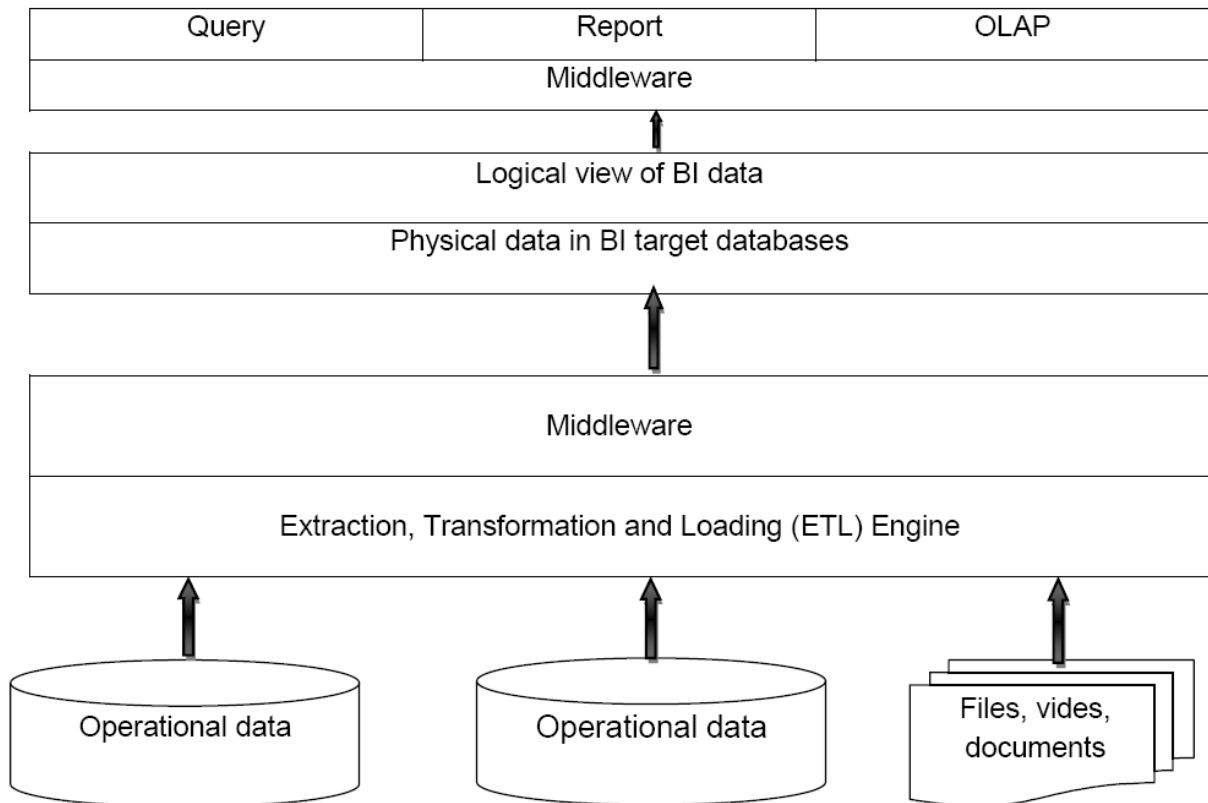 Query
Report
OLAP
Middleware
Logical view of BI data
Physical data in BI target databases
Middleware
Extraction, Transformation and Loading (ETL) Engine
Operational data
Operational data
Files, vides,
documents